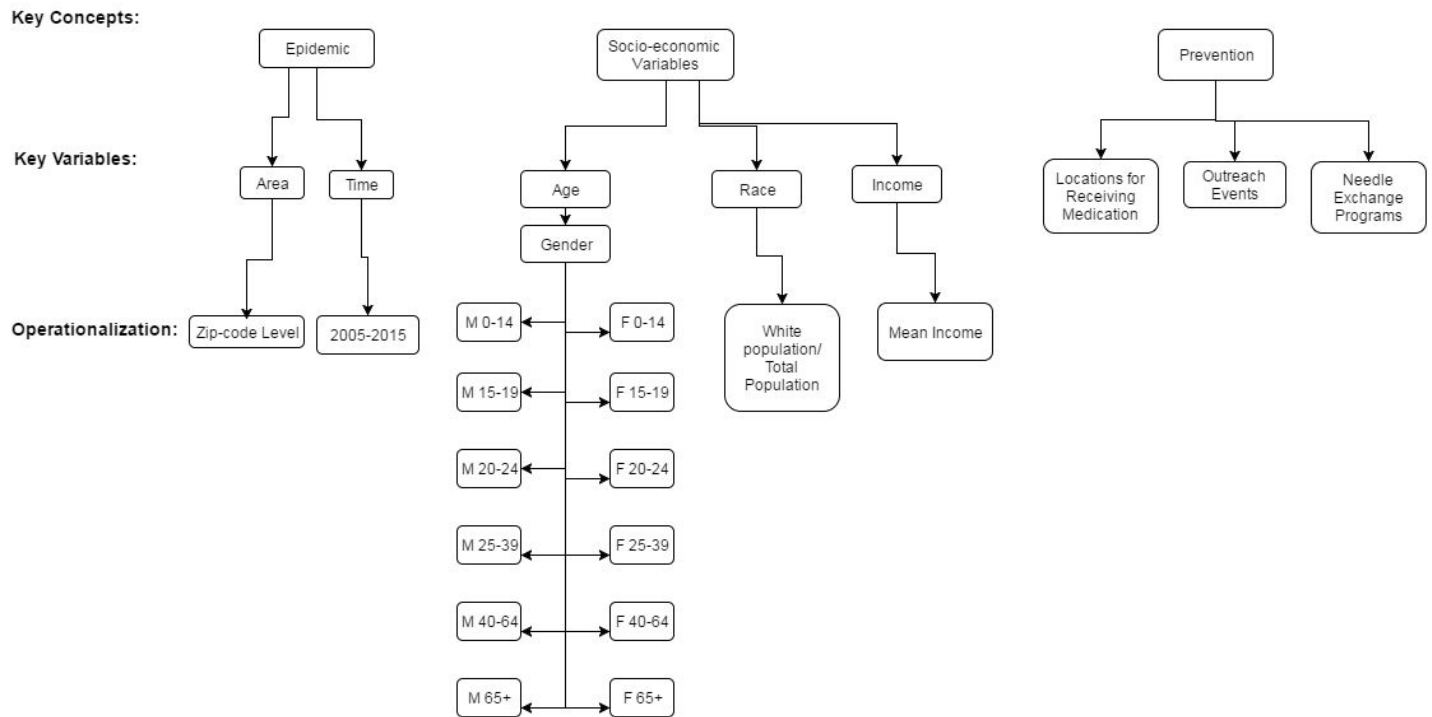 Key Concepts:
Epidemic
Socio-economic
Variables
Prevention
Key Variables:
Area
Time
Age
Race
Income
Locations for
Receiving
Medication
Outreach
Events
Needle
Exchange
Programs
Gender
Operationalization:
Zip-code Level
2005-2015
M 0-14
F 0-14
White
population/
Total
Population
Mean Income
M 15-19
F 15-19
M 20-24
F 20-24
M 25-39
F 25-39
M 40-64
F 40-64
M 65+
F 65+